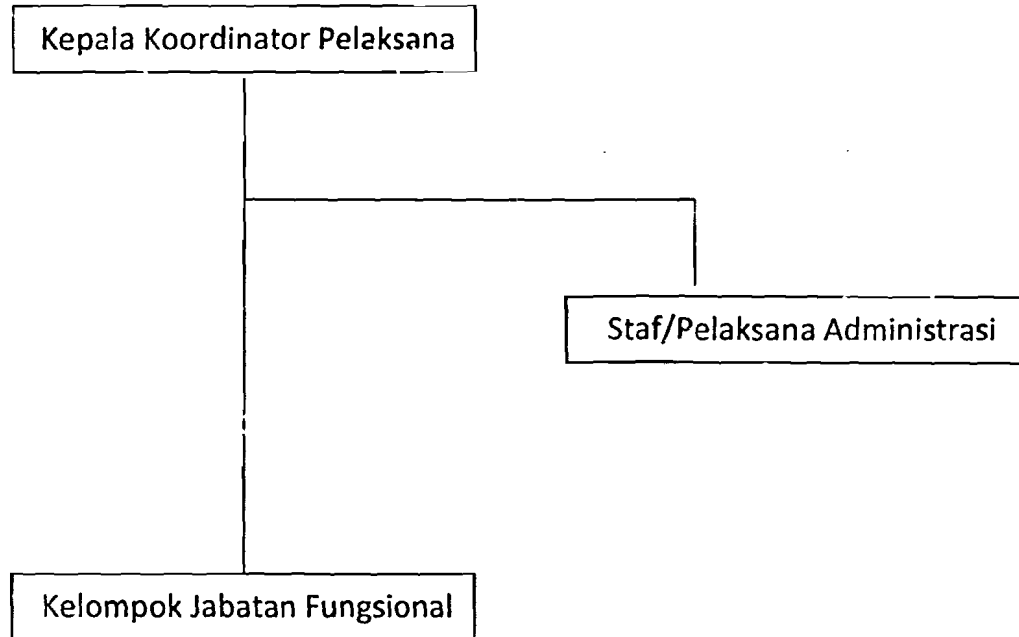 Kepala Koordinator Pelaksana
Staf/Pelaksana Administrasi
Kelompok Jabatan Fungsional